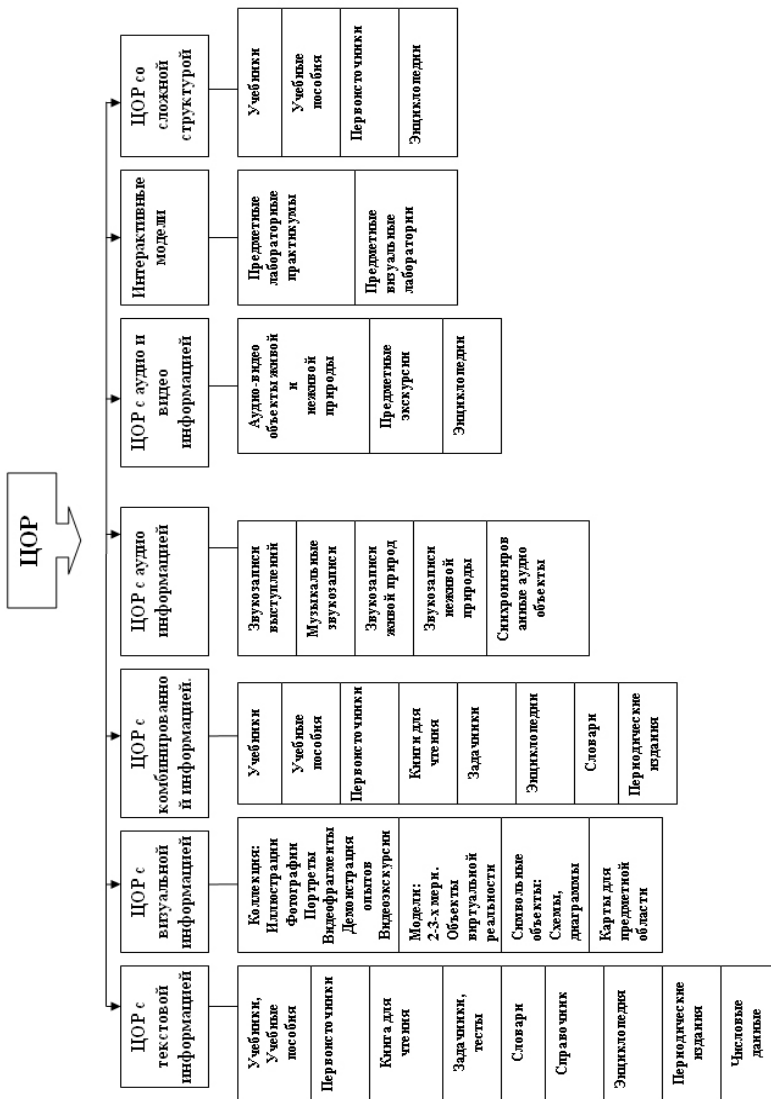 ЦОР
ЦОР с
текстовой
информацией
Учебники,
Учебные
пособия
Первоисточники
Книга для
чтения
Задачники,
тесты
Словари
Справочник
Энциклопедия
Периодические
издания
Числовые
данные
ЦОР с
визуальной
информацией
Коллекция:
Иллюстрации
Фотографии
Портреты
Видеофрагменты
Демонстрация
опытов
Видеоэкскурсии
Модели:
2-3-х мерн.
Объекты
виртуальной
реальности
Символьные
объекты:
Схемы,
диаграммы
Карты для
предметной
области
ЦОР с
комбинированно
й информацией.
Учебники
Учебные
пособия
Первоисточники
Книги для
чтения
Задачники
Энциклопедии
Словари
Периодические
издания
ЦОР с аудио
информацией
Звукозаписи
выступлений
Музыкальные
звукозаписи
Звукозаписи
живой природ
Звукозаписи
неживой
природы
Синхронизиров
анные аудио
объекты
ЦОР с аудио и
видео
информацией
Аудио-видео
объекты живой
и
неживой
природы
Предметные
экскурсии
Энциклопедии
Интерактивные
модели
Предметные
лабораторные
практикумы
Предметные
визуальные
лаборатории
ЦОР со
сложной
структурой
Учебники
Учебные
пособия
Первоисточники
Энциклопедии